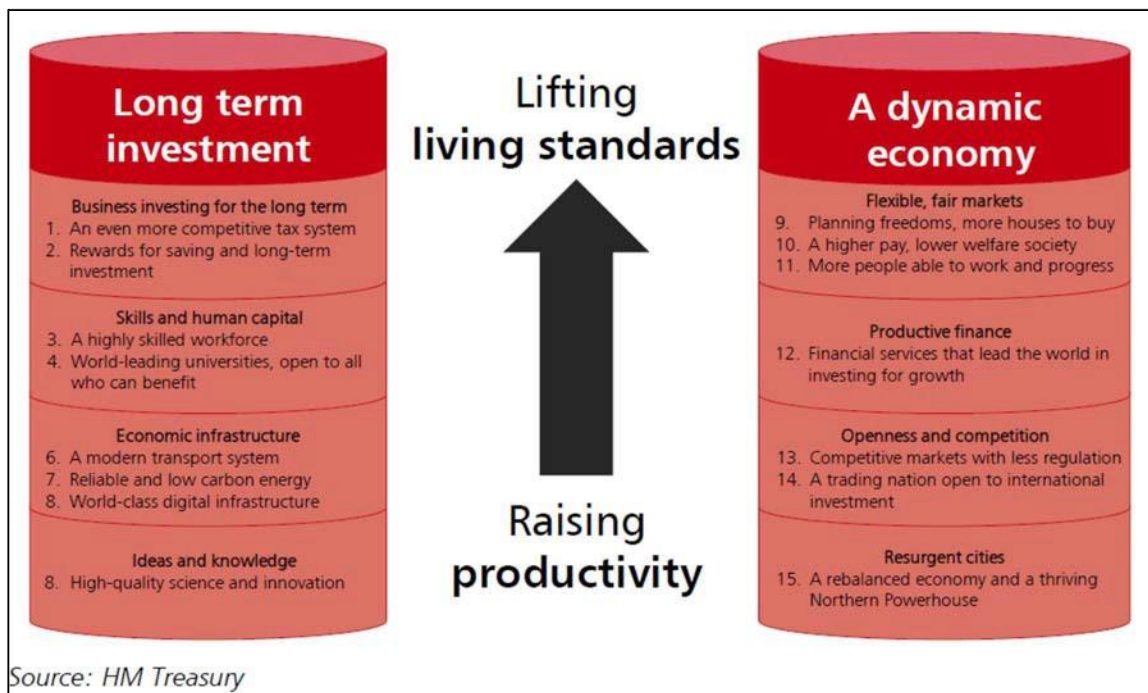 Long term
investment
Business investing for the long term
1. An even more competitive tax system
2. Rewards for saving and long-term
investment
Skills and human capital
3. A highly skilled workforce
4. World-leading universities, open to all
who can benefit
Economic infrastructure
6. A modern transport system
7. Reliable and low carbon energy
8. World-class digital infrastructure
Ideas and knowledge
8. High-quality science and innovation
Lifting
living standards
Raising
productivity
A dynamic
economy
Flexible, fair markets
9. Planning freedoms, more houses to buy
10. A higher pay, lower welfare society
11. More people able to work and progress
Productive finance
12. Financial services that lead the world in
investing for growth
Openness and competition
13. Competitive markets with less regulation
14. A trading nation open to international
investment
Resurgent cities
15. A rebalanced economy and a thriving
Northern Powerhouse
Source: HM Treasury